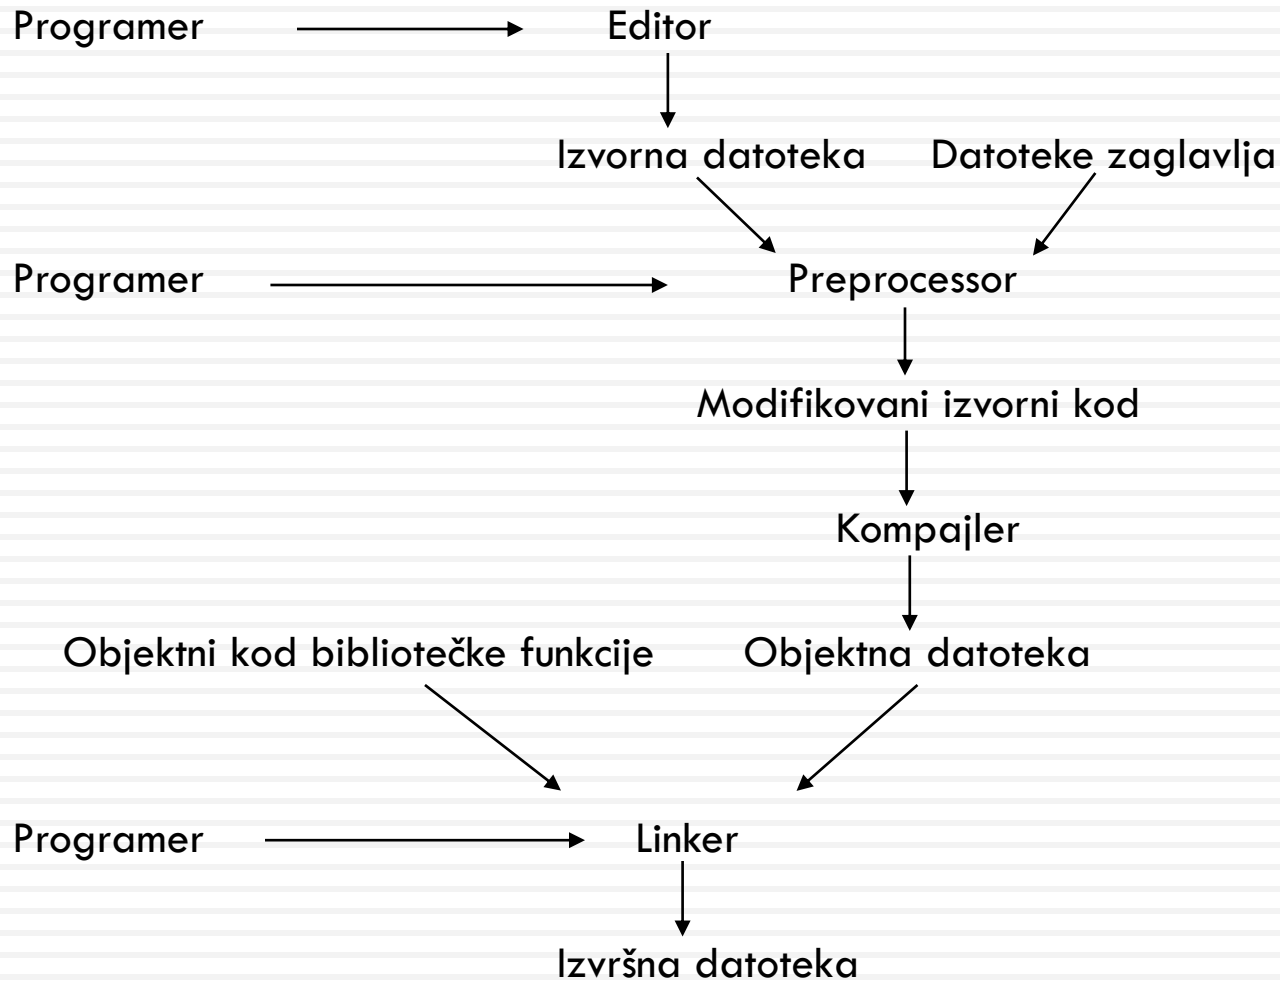 Programer
Editor
Izvorna datoteka
Datoteke zaglavlja
Programer
Preprocessor
Modifikovani izvorni kod
Kompajler
Objektni kod bibliotečke funkcije
Objektna datoteka
Programer
Linker
Izvršna datoteka